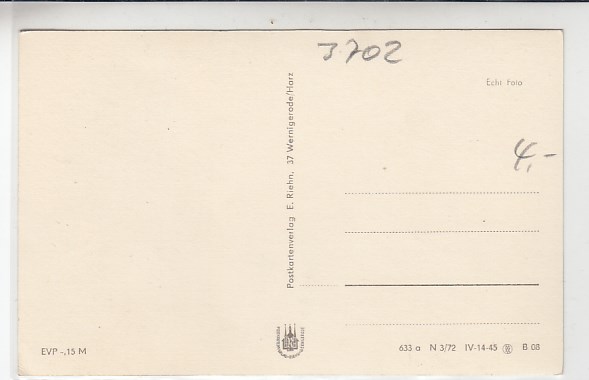 3702
Echt Foto
4,-
Postkartenverlag E. Riehn, 37 Wernigerode/Harz
EVP -,15 M
633 a N 3/72 IV-14-45 B 08